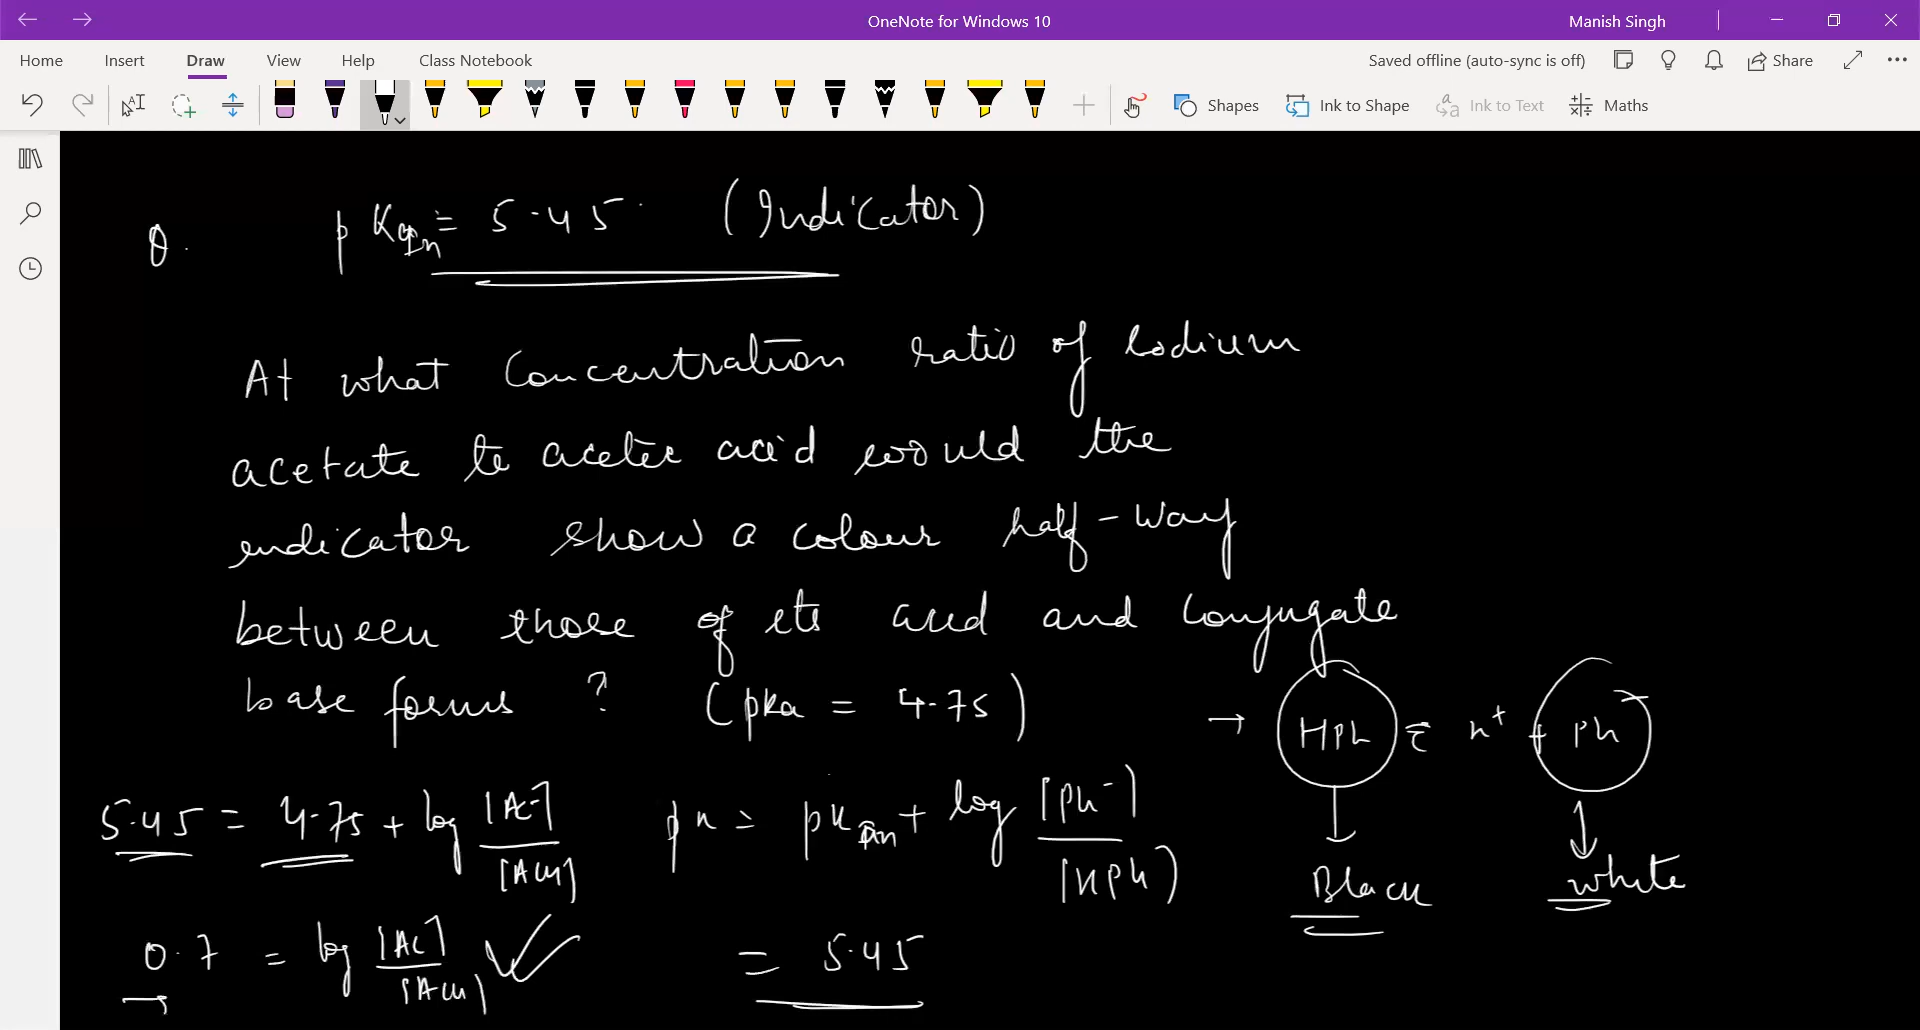 OneNote for Windows 10
Manish Singh
Home Insert Draw View Help Class Notebook
Saved offline (auto-sync is off) Share
Shapes Ink to Shape Ink to Text Maths
Q. pKaIn = 5.45 (Indicator)
At what Concentration ratio of sodium
acetate to acetic acid would the
indicator show a colour half-way
between those of its acid and conjugate
base forms ? (pKa = 4.75)
→ HPh ⇌ H⁺ + Ph⁻
Black white
5.45 = 4.75 + log [AC⁻]/[ACH]
pH = pKIn + log [Ph⁻]/[HPh]
0.7 = log [AC⁻]/[ACH]
= 5.45